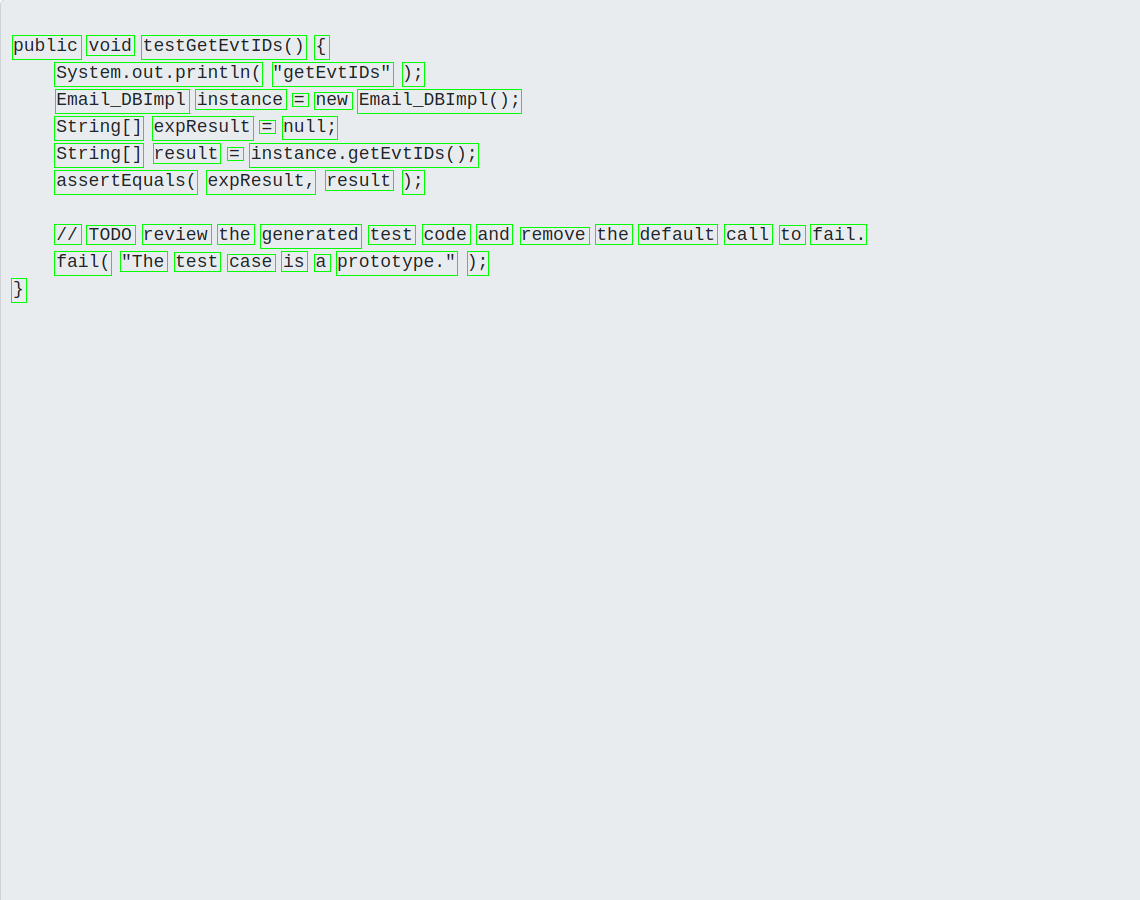 public void testGetEvtIDs() {
    System.out.println( "getEvtIDs" );
    Email_DBImpl instance = new Email_DBImpl();
    String[] expResult = null;
    String[] result = instance.getEvtIDs();
    assertEquals( expResult, result );

    // TODO review the generated test code and remove the default call to fail.
    fail( "The test case is a prototype." );
}